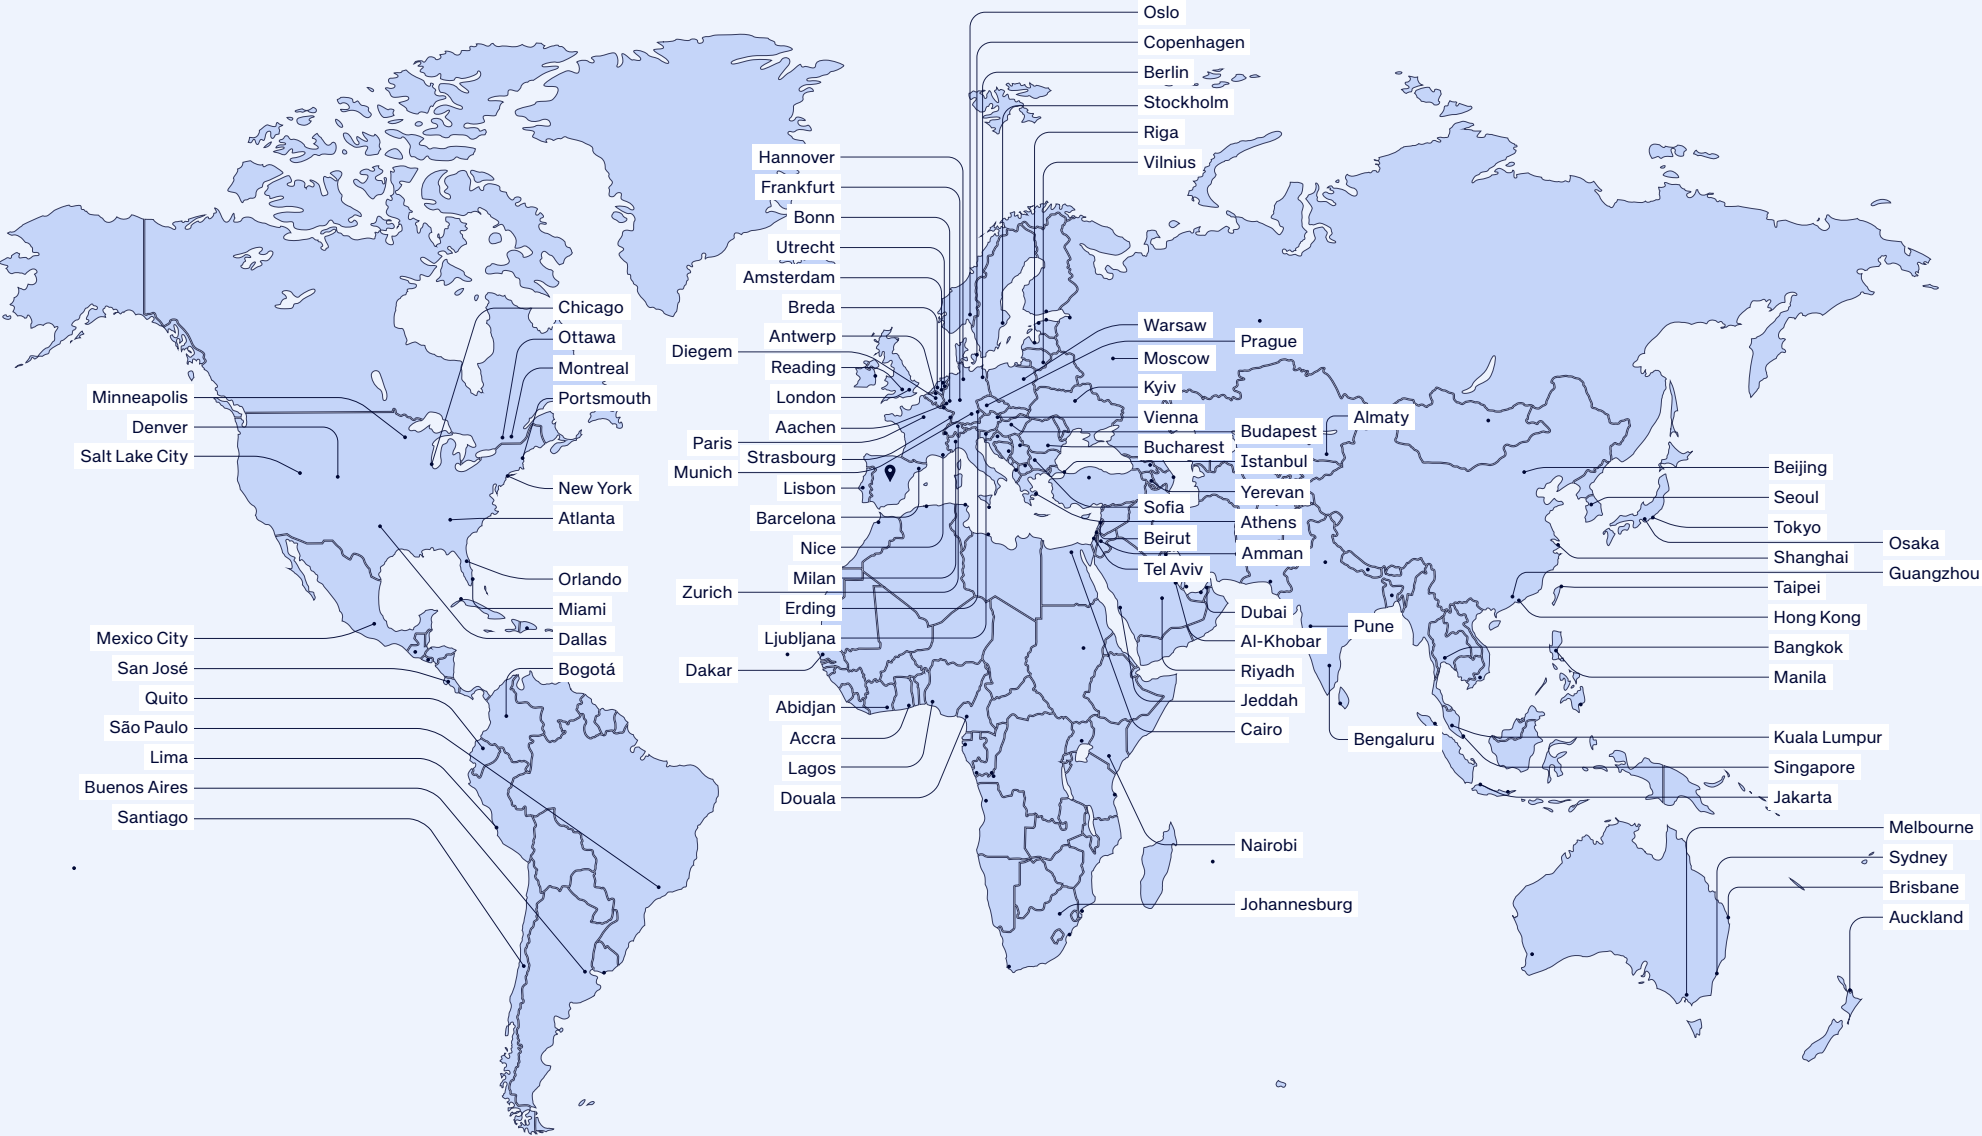 Oslo
Copenhagen
Berlin
Stockholm
Riga
Vilnius
Hannover
Frankfurt
Bonn
Utrecht
Amsterdam
Breda
Antwerp
Diegem
Reading
London
Aachen
Paris
Strasbourg
Munich
Lisbon
Barcelona
Nice
Milan
Zurich
Erding
Ljubljana
Dakar
Abidjan
Accra
Lagos
Douala
Chicago
Ottawa
Montreal
Portsmouth
Minneapolis
Denver
Salt Lake City
New York
Atlanta
Orlando
Miami
Dallas
Bogotá
Mexico City
San José
Quito
São Paulo
Lima
Buenos Aires
Santiago
Warsaw
Prague
Moscow
Kyiv
Vienna
Budapest
Bucharest
Istanbul
Yerevan
Sofia
Athens
Beirut
Amman
Tel Aviv
Dubai
Al-Khobar
Riyadh
Jeddah
Cairo
Nairobi
Johannesburg
Almaty
Pune
Bengaluru
Beijing
Seoul
Tokyo
Osaka
Shanghai
Guangzhou
Taipei
Hong Kong
Bangkok
Manila
Kuala Lumpur
Singapore
Jakarta
Melbourne
Sydney
Brisbane
Auckland